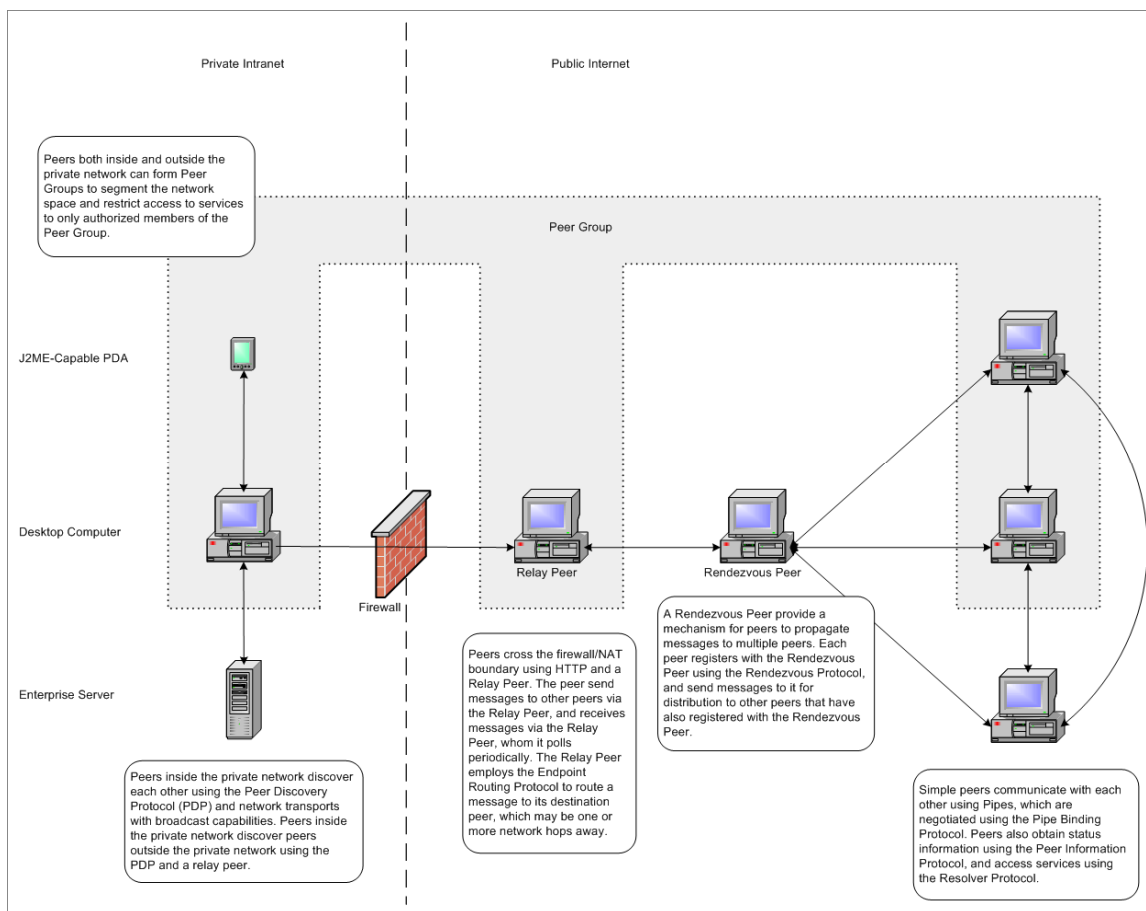 Private Intranet
Public Internet
Peers both inside and outside the
private network can form Peer
Groups to segment the network
space and restrict access to services
to only authorized members of the
Peer Group.
Peer Group
J2ME-Capable PDA
Desktop Computer
Firewall
Relay Peer
Rendezvous Peer
Enterprise Server
Peers inside the private network discover
each other using the Peer Discovery
Protocol (PDP) and network transports
with broadcast capabilities. Peers inside
the private network discover peers
outside the private network using the
PDP and a relay peer.
Peers cross the firewall/NAT
boundary using HTTP and a
Relay Peer. The peer send
messages to other peers via
the Relay Peer, and receives
messages via the Relay
Peer, whom it polls
periodically. The Relay Peer
employs the Endpoint
Routing Protocol to route a
message to its destination
peer, which may be one or
more network hops away.
A Rendezvous Peer provide a
mechanism for peers to propagate
messages to multiple peers. Each
peer registers with the Rendezvous
Peer using the Rendezvous Protocol,
and send messages to it for
distribution to other peers that have
also registered with the Rendezvous
Peer.
Simple peers communicate with each
other using Pipes, which are
negotiated using the Pipe Binding
Protocol. Peers also obtain status
information using the Peer Information
Protocol, and access services using
the Resolver Protocol.